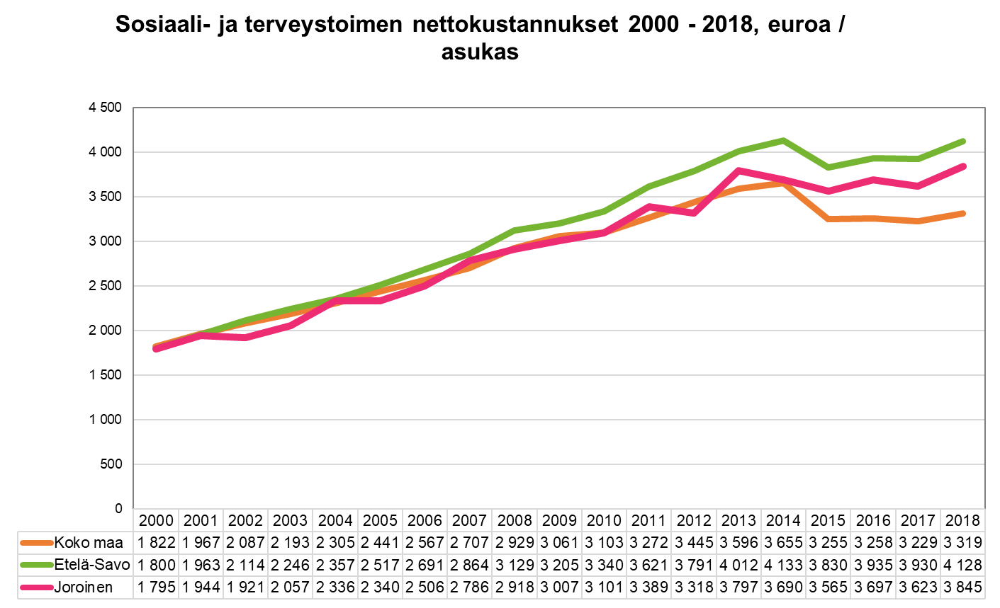 Sosiaali- ja terveystoimen nettokustannukset 2000 - 2018, euroa /
asukas
4 500
4 000
3 500
3 000
2 500
2 000
1 500
1 000
500
0
2000 2001 2002 2003 2004 2005 2006 2007 2008 2009 2010 2011 2012 2013 2014 2015 2016 2017 2018
Koko maa 1 822 1 967 2 087 2 193 2 305 2 441 2 567 2 707 2 929 3 061 3 103 3 272 3 445 3 596 3 655 3 255 3 258 3 229 3 319
Etelä-Savo 1 800 1 963 2 114 2 246 2 357 2 517 2 691 2 864 3 129 3 205 3 340 3 621 3 791 4 012 4 133 3 830 3 935 3 930 4 128
Joroinen 1 795 1 944 1 921 2 057 2 336 2 340 2 506 2 786 2 918 3 007 3 101 3 389 3 318 3 797 3 690 3 565 3 697 3 623 3 845